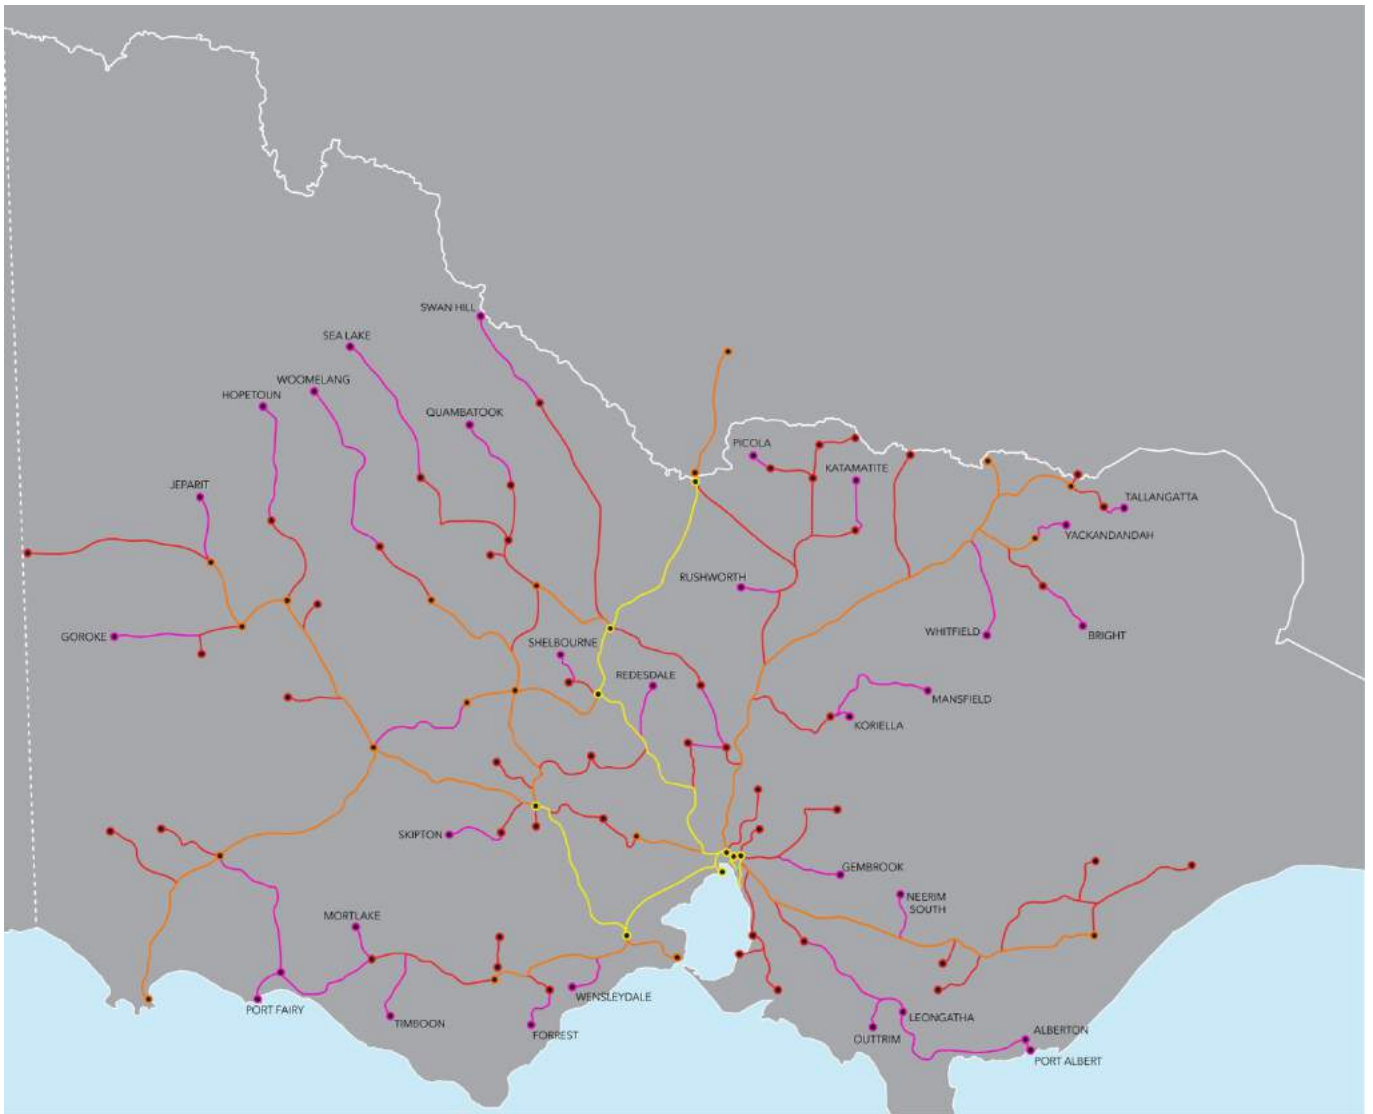 SWAN HILL
SEA LAKE
WOOMELANG
HOPETOUN
QUAMBATOOK
PICOLA
KATAMATITE
JEPARIT
TALLANGATTA
YACKANDANDAH
RUSHWORTH
GOROKE
WHITFIELD
BRIGHT
SHELBOURNE
REDESDALE
MANSFIELD
KORIELLA
SKIPTON
GEMBROOK
NEERIM
SOUTH
MORTLAKE
WENSLEYDALE
PORT FAIRY
TIMBOON
LEONGATHA
FORREST
OUTTRIM
ALBERTON
PORT ALBERT